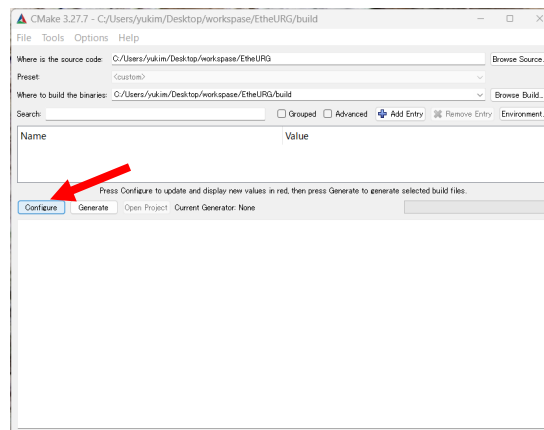 CMake 3.27.7 - C:/Users/yukim/Desktop/workspase/EtheURG/build
File Tools Options Help
Where is the source code: C:/Users/yukim/Desktop/workspase/EtheURG Browse Source.
Preset: <custom>
Where to build the binaries: C:/Users/yukim/Desktop/workspase/EtheURG/build Browse Build..
Search: Grouped Advanced Add Entry Remove Entry Environment.
Name Value
Press Configure to update and display new values in red, then press Generate to generate selected build files.
Configure Generate Open Project Current Generator: None